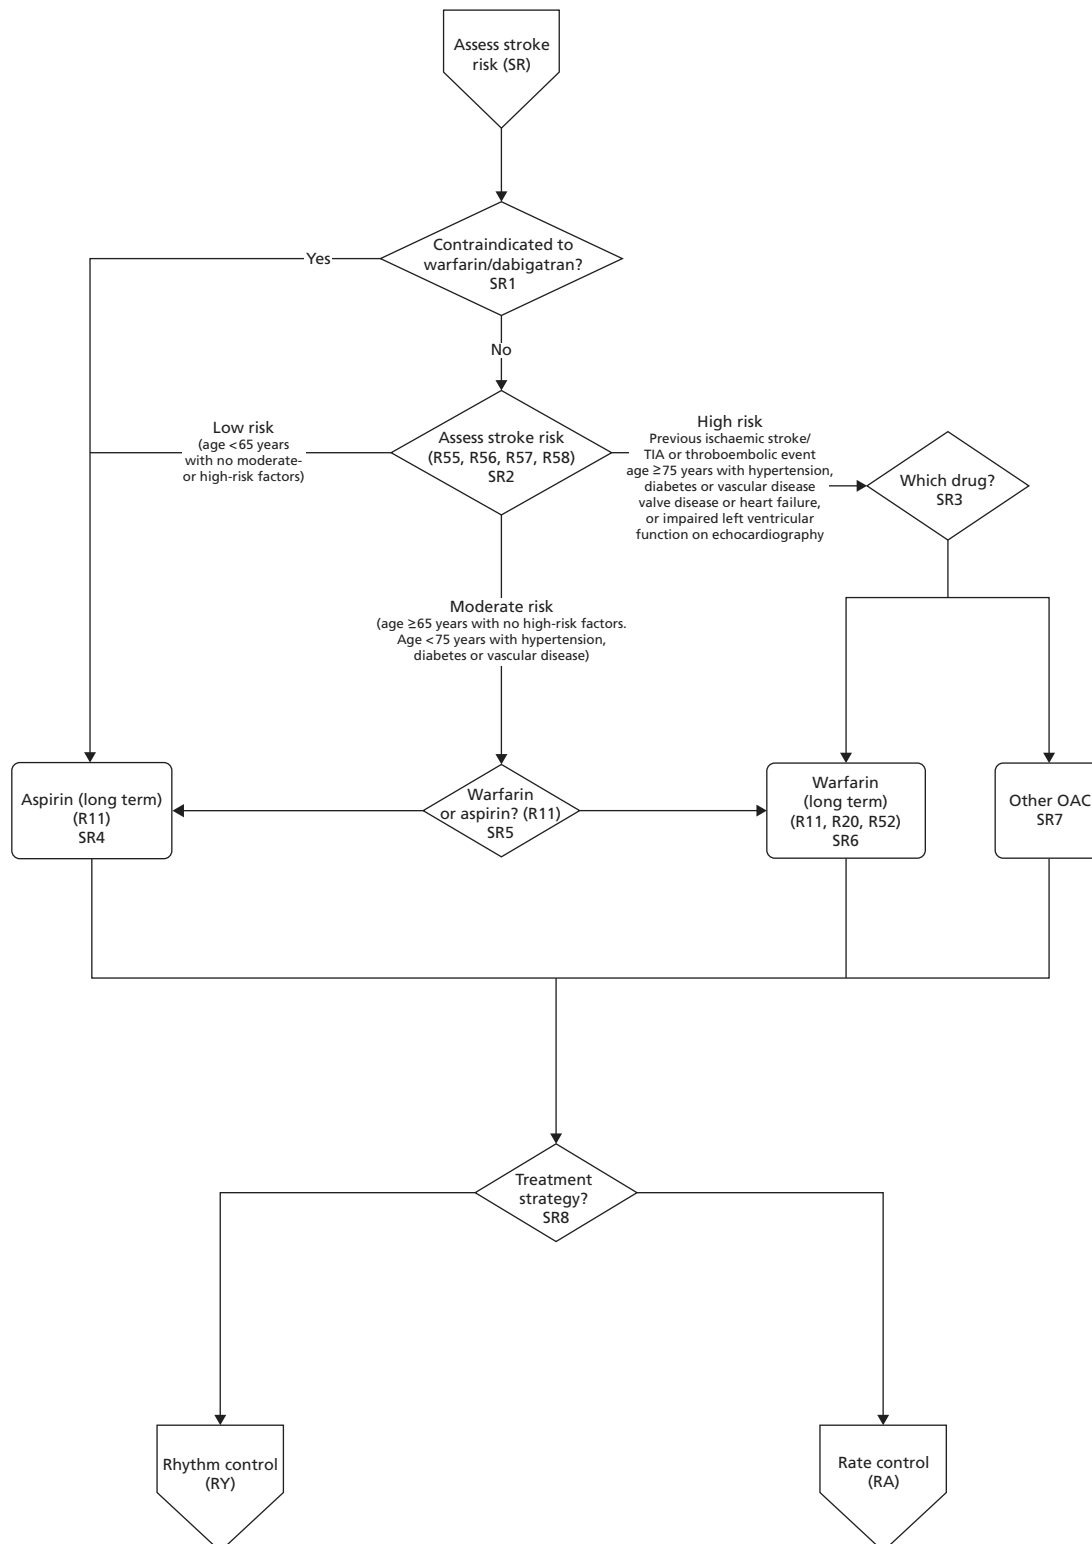 Assess stroke
risk (SR)
Contraindicated to
warfarin/dabigatran?
SR1
Yes
No
Low risk
(age <65 years
with no moderate-
or high-risk factors)
Assess stroke risk
(R55, R56, R57, R58)
SR2
High risk
Previous ischaemic stroke/
TIA or throboembolic event
age ≥75 years with hypertension,
diabetes or vascular disease
valve disease or heart failure,
or impaired left ventricular
function on echocardiography
Which drug?
SR3
Moderate risk
(age ≥65 years with no high-risk factors.
Age <75 years with hypertension,
diabetes or vascular disease)
Aspirin (long term)
(R11)
SR4
Warfarin
or aspirin? (R11)
SR5
Warfarin
(long term)
(R11, R20, R52)
SR6
Other OAC
SR7
Treatment
strategy?
SR8
Rhythm control
(RY)
Rate control
(RA)